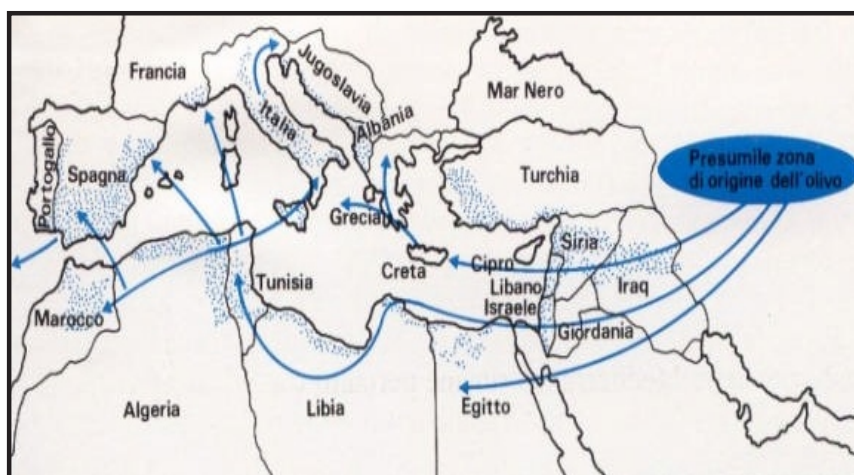 Francia
Jugoslavia
Mar Nero
Italia
Albania
Portogallo
Spagna
Turchia
Presumile zona
di origine dell'olivo
Grecia
Siria
Cipro
Creta
Tunisia
Libano
Iraq
Israele
Marocco
Giordania
Algeria
Libia
Egitto